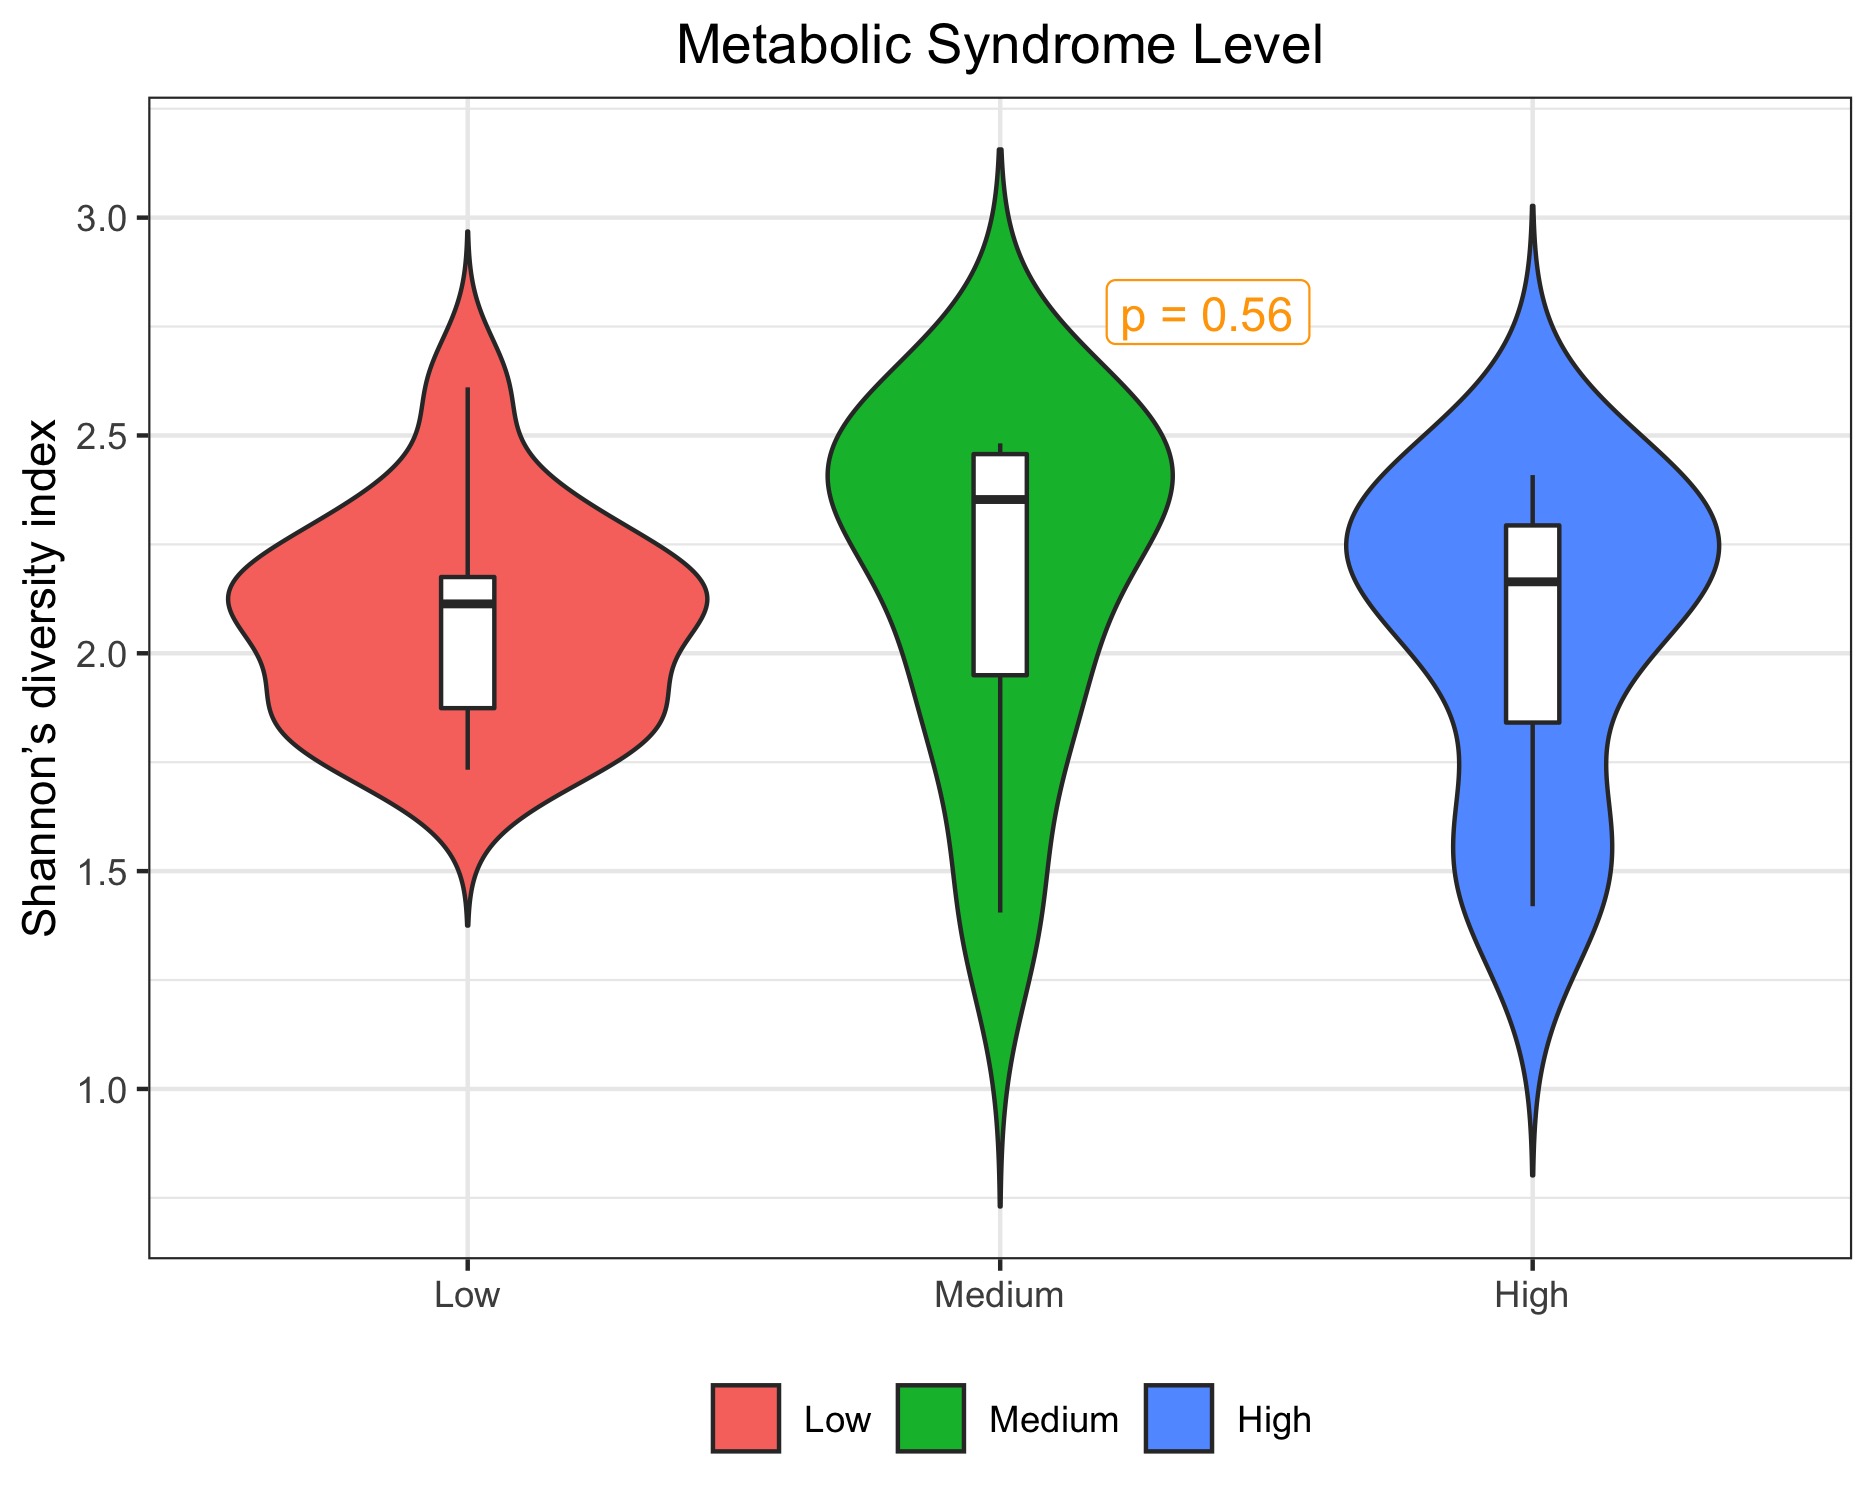 Metabolic Syndrome Level
Shannon’s diversity index
3.0
2.5
2.0
1.5
1.0
p = 0.56
Low
Medium
High
Low
Medium
High